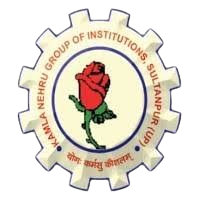 KAMLA NEHRU GROUP OF INSTITUTIONS, SULTANPUR (UP)
योगः कर्मसु कौशलम्